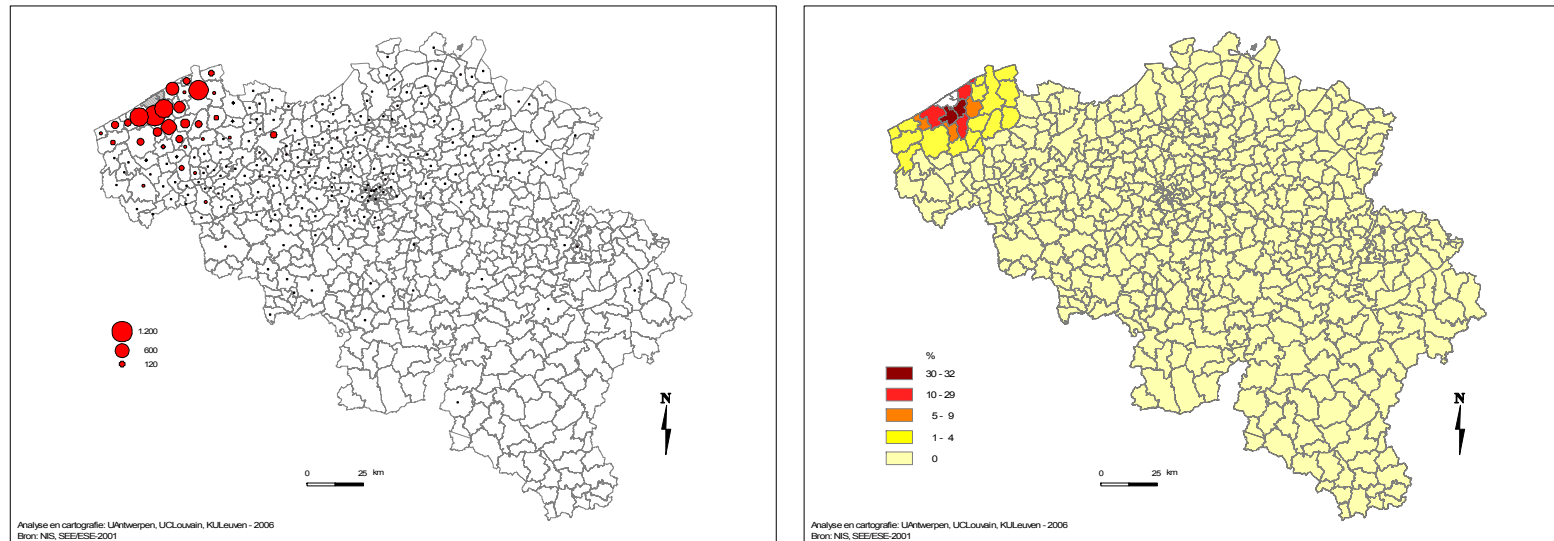 1.200
600
120
N
0 25 km
Analyse en cartografie: UAntwerpen, UCLouvain, KULeuven - 2006
Bron: NIS, SEE/ESE-2001
%
30 - 32
10 - 29
5 - 9
1 - 4
0
N
0 25 km
Analyse en cartografie: UAntwerpen, UCLouvain, KULeuven - 2006
Bron: NIS, SEE/ESE-2001